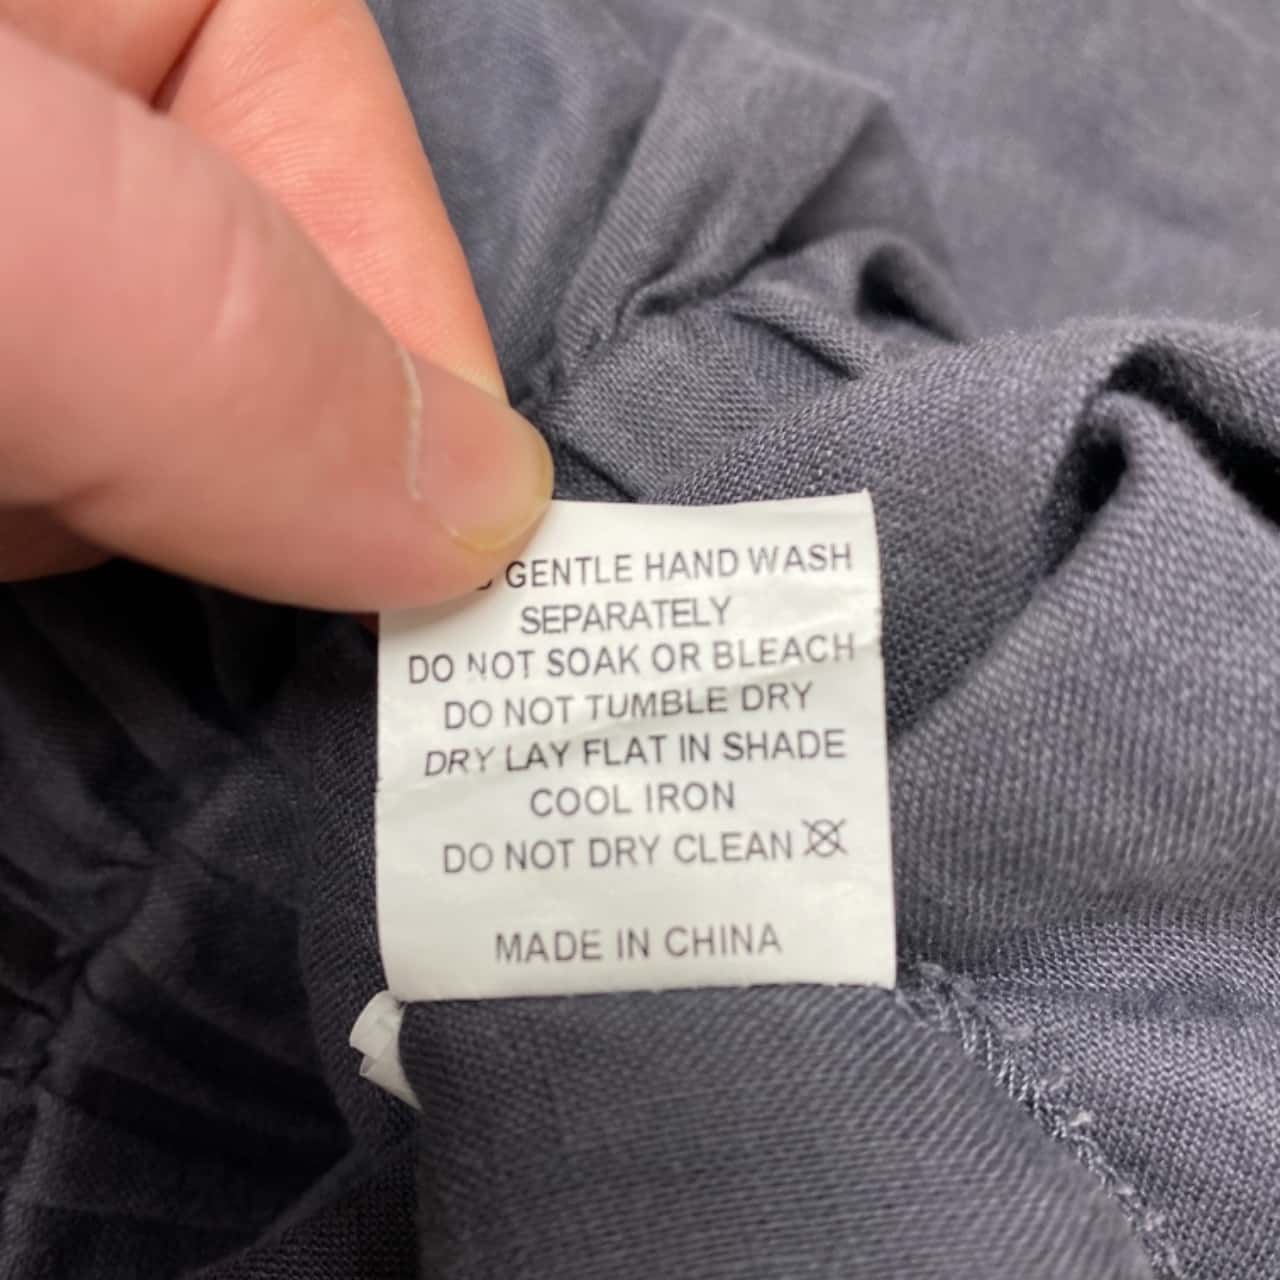 GENTLE HAND WASH
SEPARATELY
DO NOT SOAK OR BLEACH
DO NOT TUMBLE DRY
DRY LAY FLAT IN SHADE
COOL IRON
DO NOT DRY CLEAN
MADE IN CHINA